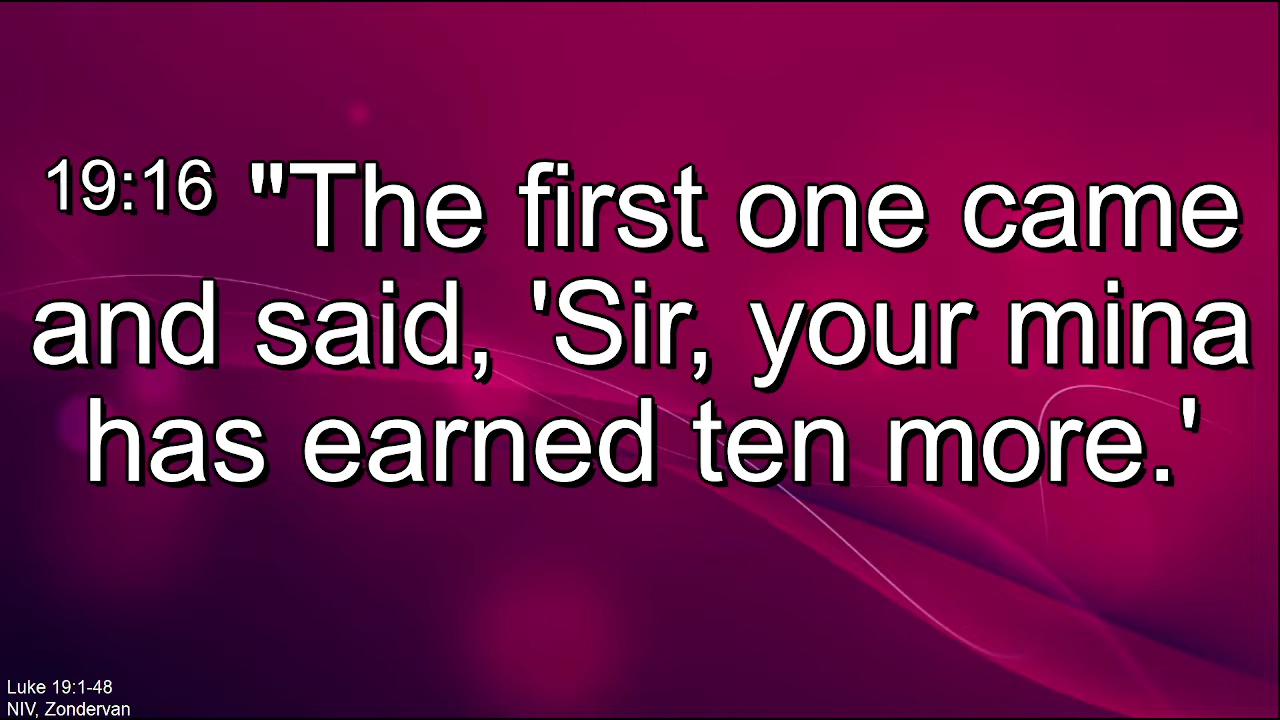 19:16 "The first one came
and said, 'Sir, your mina
has earned ten more.'
Luke 19:1-48
NIV, Zondervan